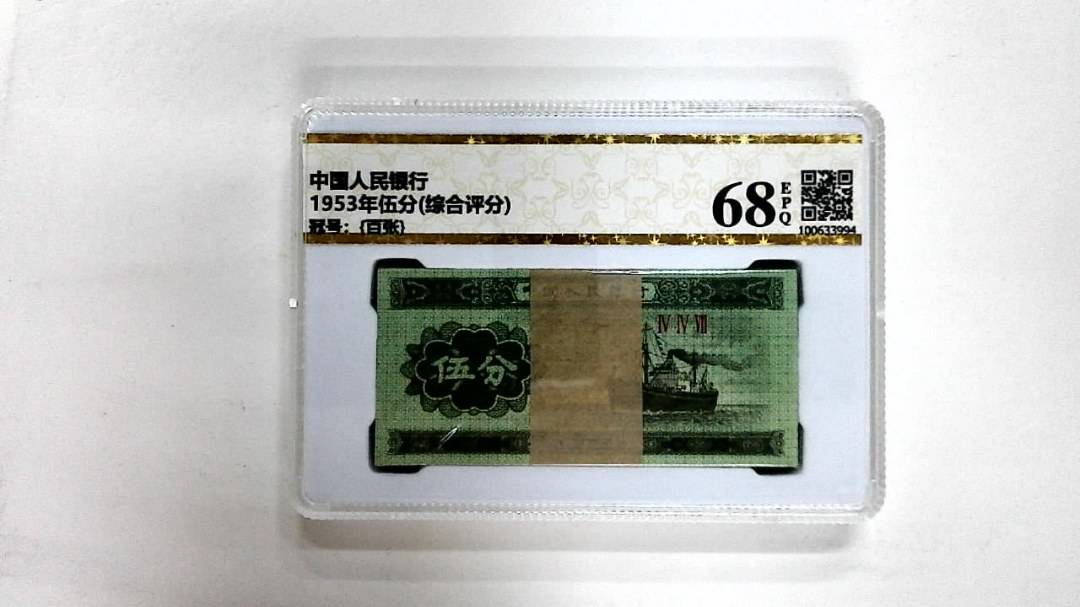 中国人民银行
1953年伍分(综合评分)
冠号：{百张}
68 EPQ
100633994
伍分
Ⅳ Ⅳ Ⅶ